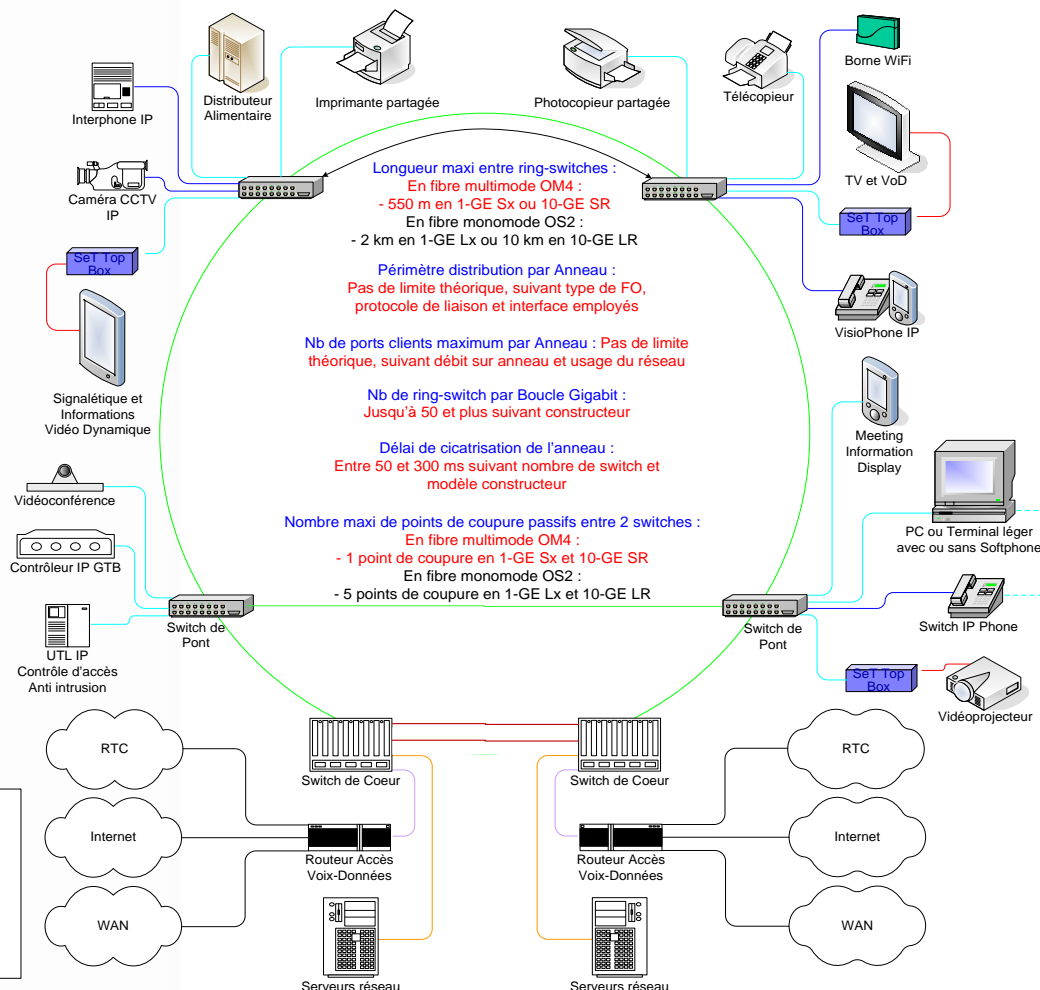 Interphone IP
Distributeur
Alimentaire
Imprimante partagée
Photocopieur partagée
Télécopieur
Borne WiFi
Caméra CCTV
IP
TV et VoD
SeT Top
Box
SeT Top
Box
Longueur maxi entre ring-switches :
En fibre multimode OM4 :
- 550 m en 1-GE Sx ou 10-GE SR
En fibre monomode OS2 :
- 2 km en 1-GE Lx ou 10 km en 10-GE LR
Périmètre distribution par Anneau :
Pas de limite théorique, suivant type de FO,
protocole de liaison et interface employés
Nb de ports clients maximum par Anneau : Pas de limite
théorique, suivant débit sur anneau et usage du réseau
Nb de ring-switch par Boucle Gigabit :
Jusqu'à 50 et plus suivant constructeur
Délai de cicatrisation de l'anneau :
Entre 50 et 300 ms suivant nombre de switch et
modèle constructeur
Nombre maxi de points de coupure passifs entre 2 switches :
En fibre multimode OM4 :
- 1 point de coupure en 1-GE Sx et 10-GE SR
En fibre monomode OS2 :
- 5 points de coupure en 1-GE Lx et 10-GE LR
VisioPhone IP
Signalétique et
Informations
Vidéo Dynamique
Meeting
Information
Display
Vidéoconférence
PC ou Terminal léger
avec ou sans Softphone
Contrôleur IP GTB
Switch de
Pont
Switch de
Pont
Switch IP Phone
UTL IP
Contrôle d'accès
Anti intrusion
SeT Top
Box
Vidéoprojecteur
RTC
Switch de Coeur
Switch de Coeur
RTC
Internet
Routeur Accès
Voix-Données
Routeur Accès
Voix-Données
Internet
WAN
WAN
Serveurs réseau
Serveurs réseau